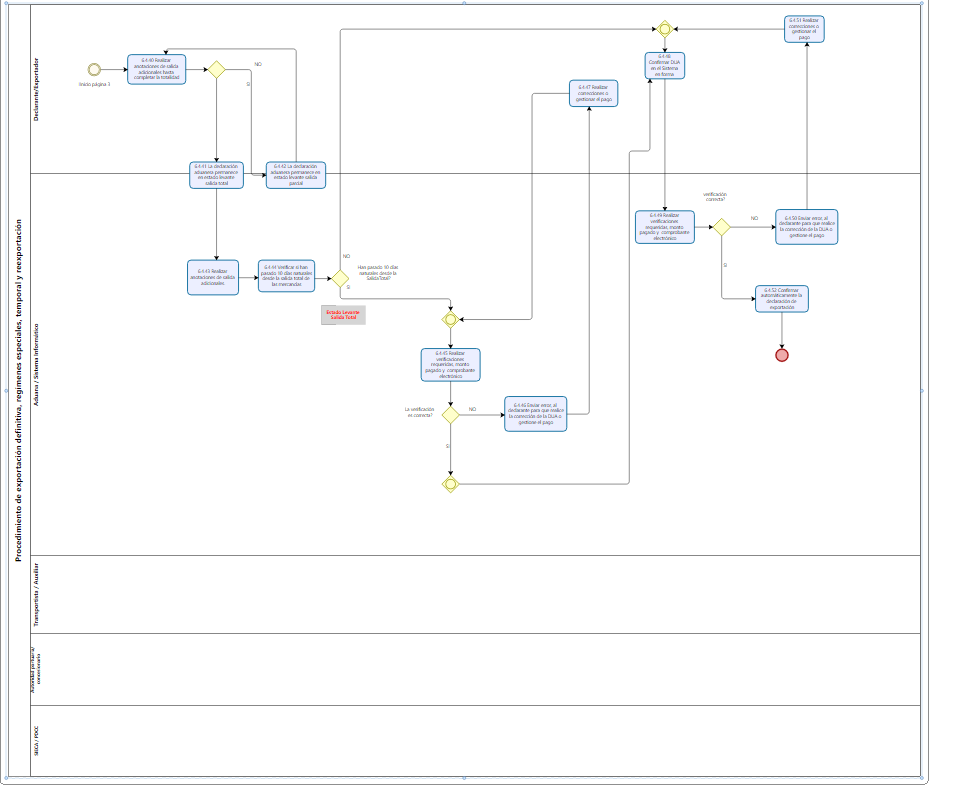 Procedimiento de exportación definitiva, regímenes especiales, temporal y reexportación
Declarante/Exportador
Inicio página 3
6.4.40 Realizar
anotaciones de salida
adicionales hasta
completar la totalidad
NO
SI
6.4.41 La declaración
aduanera permanece
en estado levante
salida total
6.4.42 La declaración
aduanera permanece en
estado levante salida
parcial
6.4.47 Realizar
correcciones o
gestione el pago
6.4.48
Confirmar DUA
en el Sistema
en forma
6.4.51 Realizar
correcciones o
gestione el
pago
Aduana / Sistema Informático
6.4.43 Realizar
anotaciones de salida
adicionales
6.4.44 Verificar si han
pasado 10 días naturales
desde la salida total de
las mercancías
NO
Han pasado 10 días
naturales desde la
Salida Total?
SI
Estado Levante
Salida Total
6.4.45 Realizar
verificaciones
requeridas, monto
pagado y comprobante
electrónico
La verificación
es correcta?
NO
6.4.46 Enviar error, al
declarante para que realice
la corrección de la DUA o
gestione el pago
SI
6.4.49 Realizar
verificaciones
requeridas, monto
pagado y comprobante
electrónico
verificación
correcta?
NO
6.4.50 Enviar error, al
declarante para que realice
la corrección de la DUA o
gestione el pago
SI
6.4.52 Confirmar
automáticamente la
declaración de
exportación
Transportista / Auxiliar
Autoridad portuaria/
concesionario